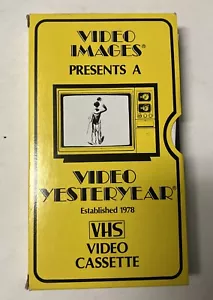 VIDEO
IMAGES®
PRESENTS A
VIDEO
YESTERYEAR®
Established 1978
VHS
VIDEO
CASSETTE